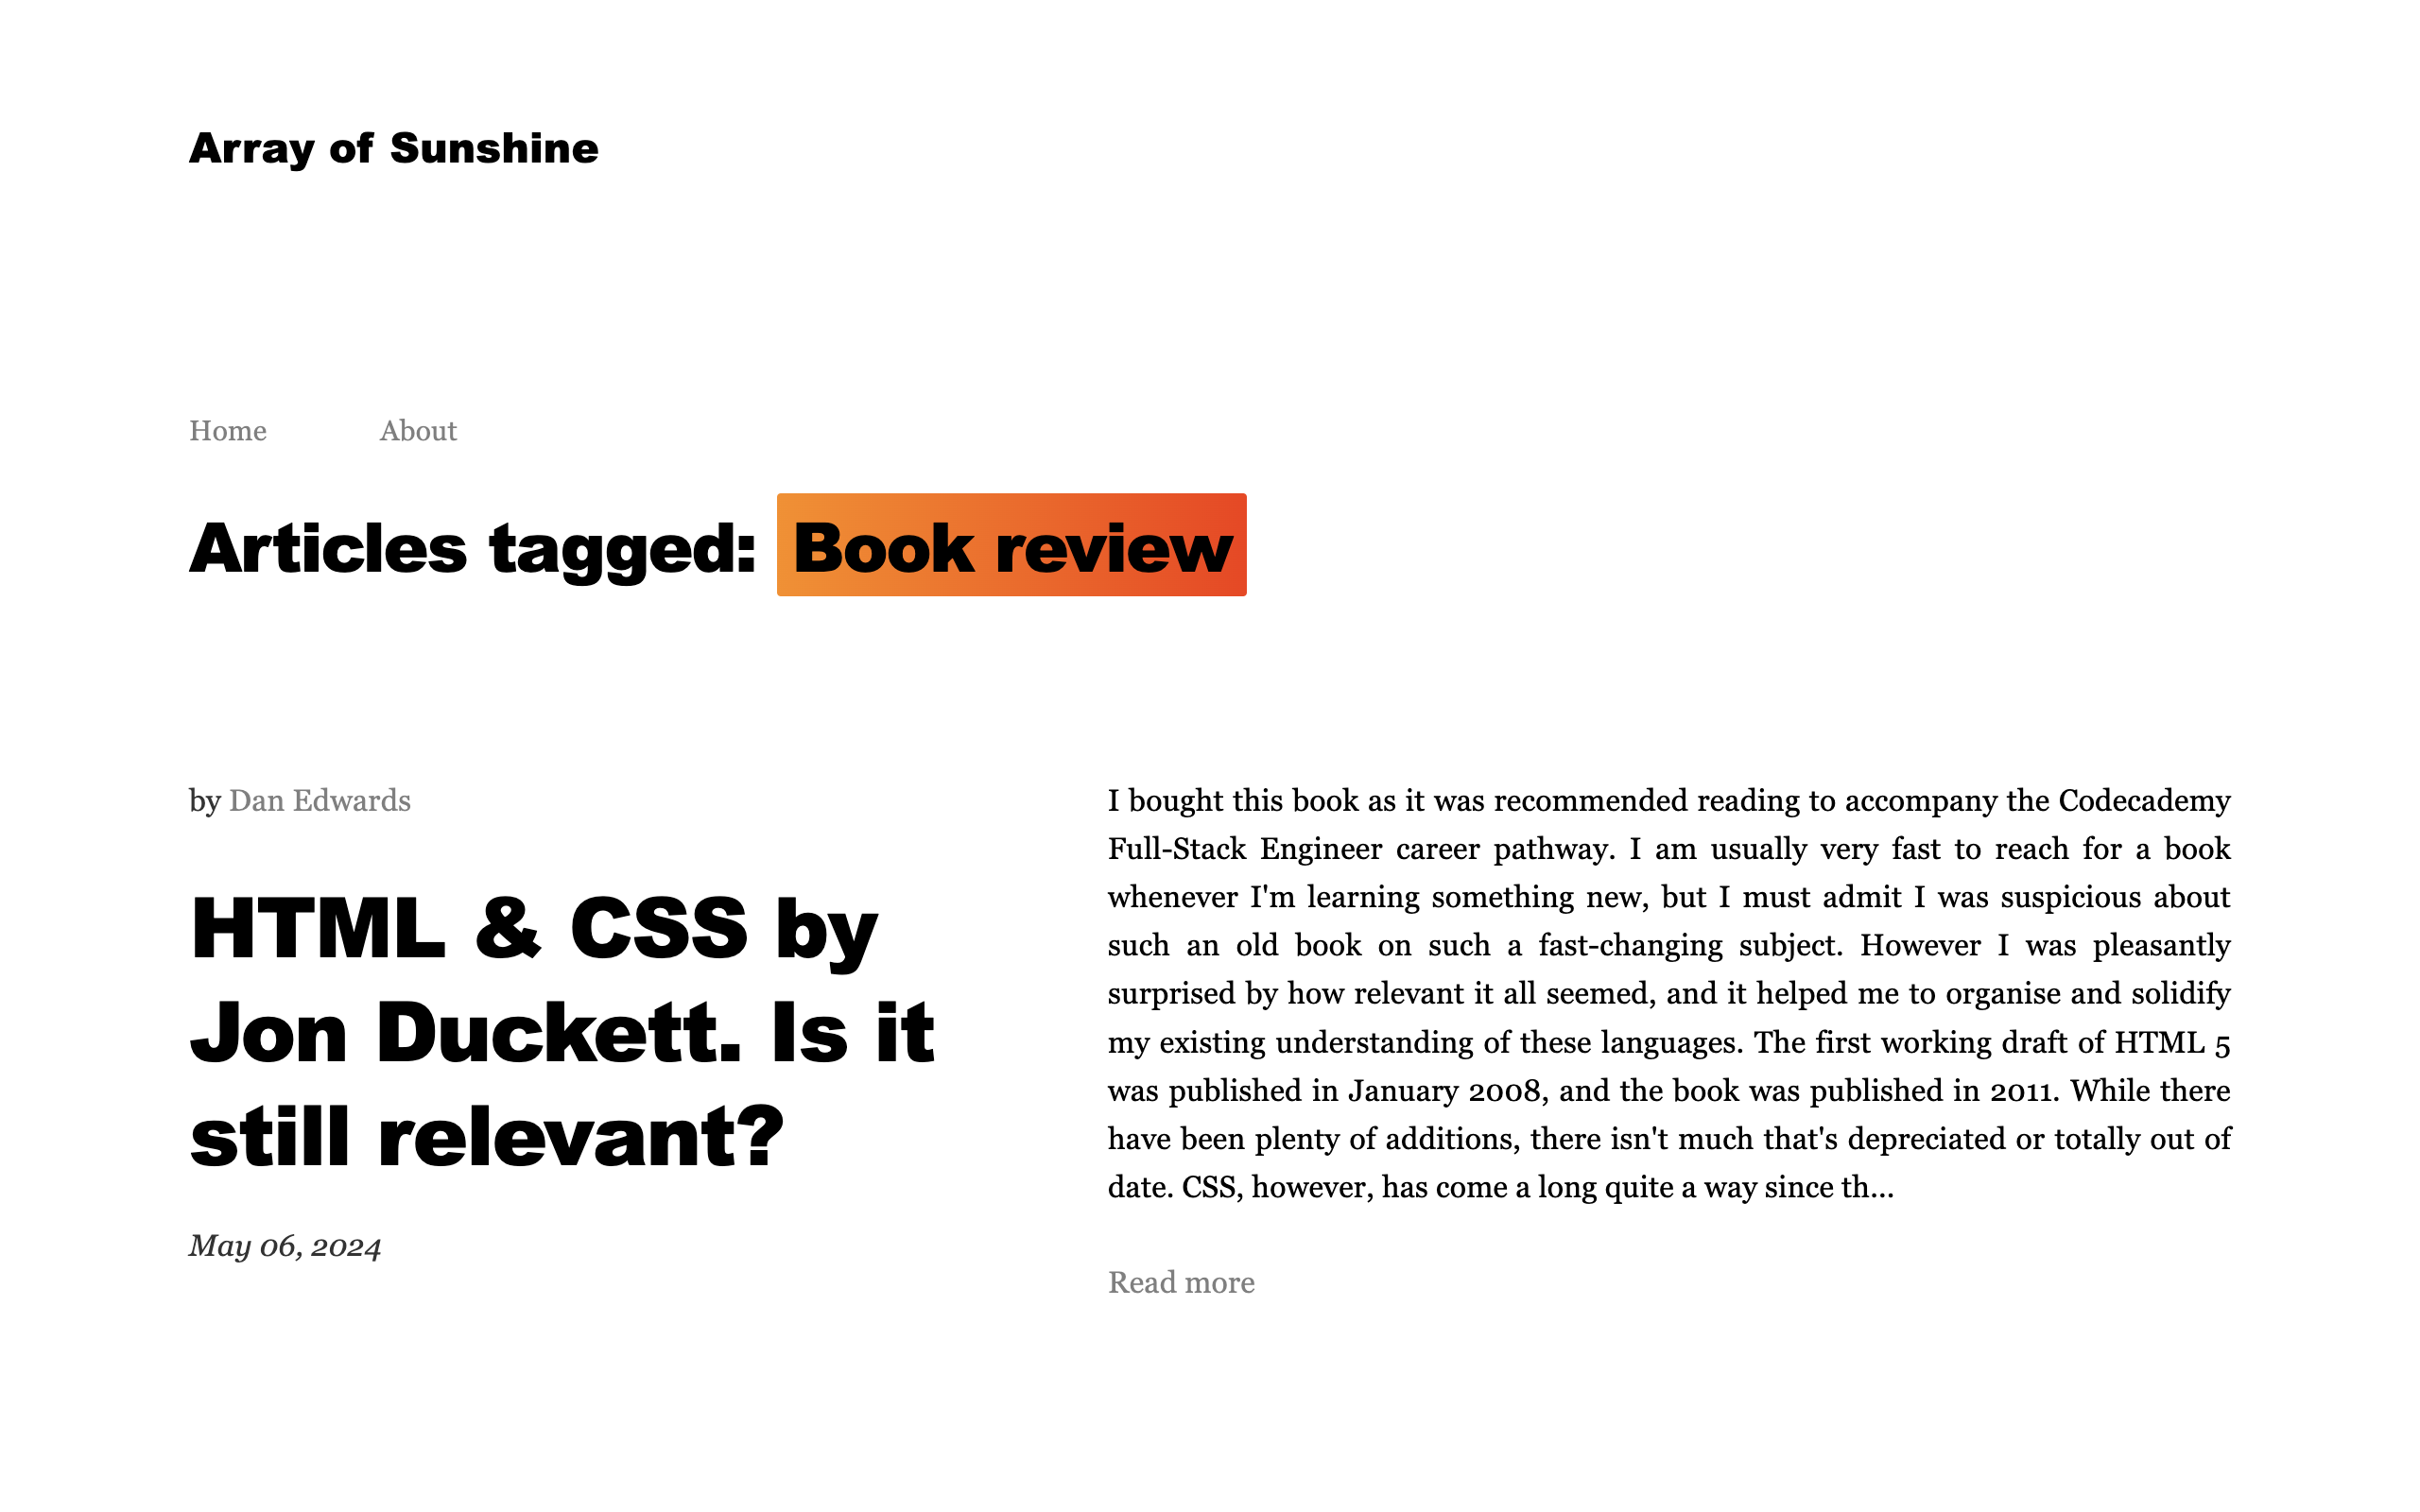 Array of Sunshine
Home About
Articles tagged: Book review
by Dan Edwards
HTML & CSS by
Jon Duckett. Is it
still relevant?
May 06, 2024
I bought this book as it was recommended reading to accompany the Codecademy
Full-Stack Engineer career pathway. I am usually very fast to reach for a book
whenever I'm learning something new, but I must admit I was suspicious about
such an old book on such a fast-changing subject. However I was pleasantly
surprised by how relevant it all seemed, and it helped me to organise and solidify
my existing understanding of these languages. The first working draft of HTML 5
was published in January 2008, and the book was published in 2011. While there
have been plenty of additions, there isn't much that's depreciated or totally out of
date. CSS, however, has come a long quite a way since th...
Read more